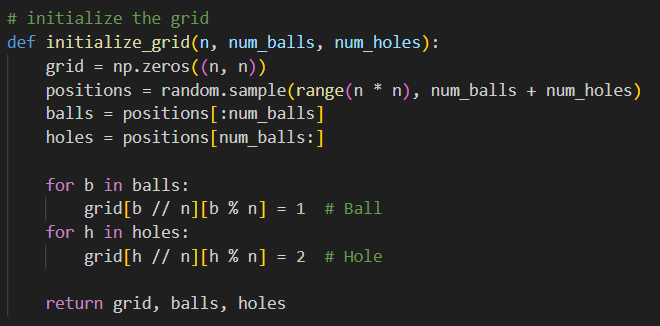 # initialize the grid
def initialize_grid(n, num_balls, num_holes):
    grid = np.zeros((n, n))
    positions = random.sample(range(n * n), num_balls + num_holes)
    balls = positions[:num_balls]
    holes = positions[num_balls:]

    for b in balls:
        grid[b // n][b % n] = 1  # Ball
    for h in holes:
        grid[h // n][h % n] = 2  # Hole

    return grid, balls, holes